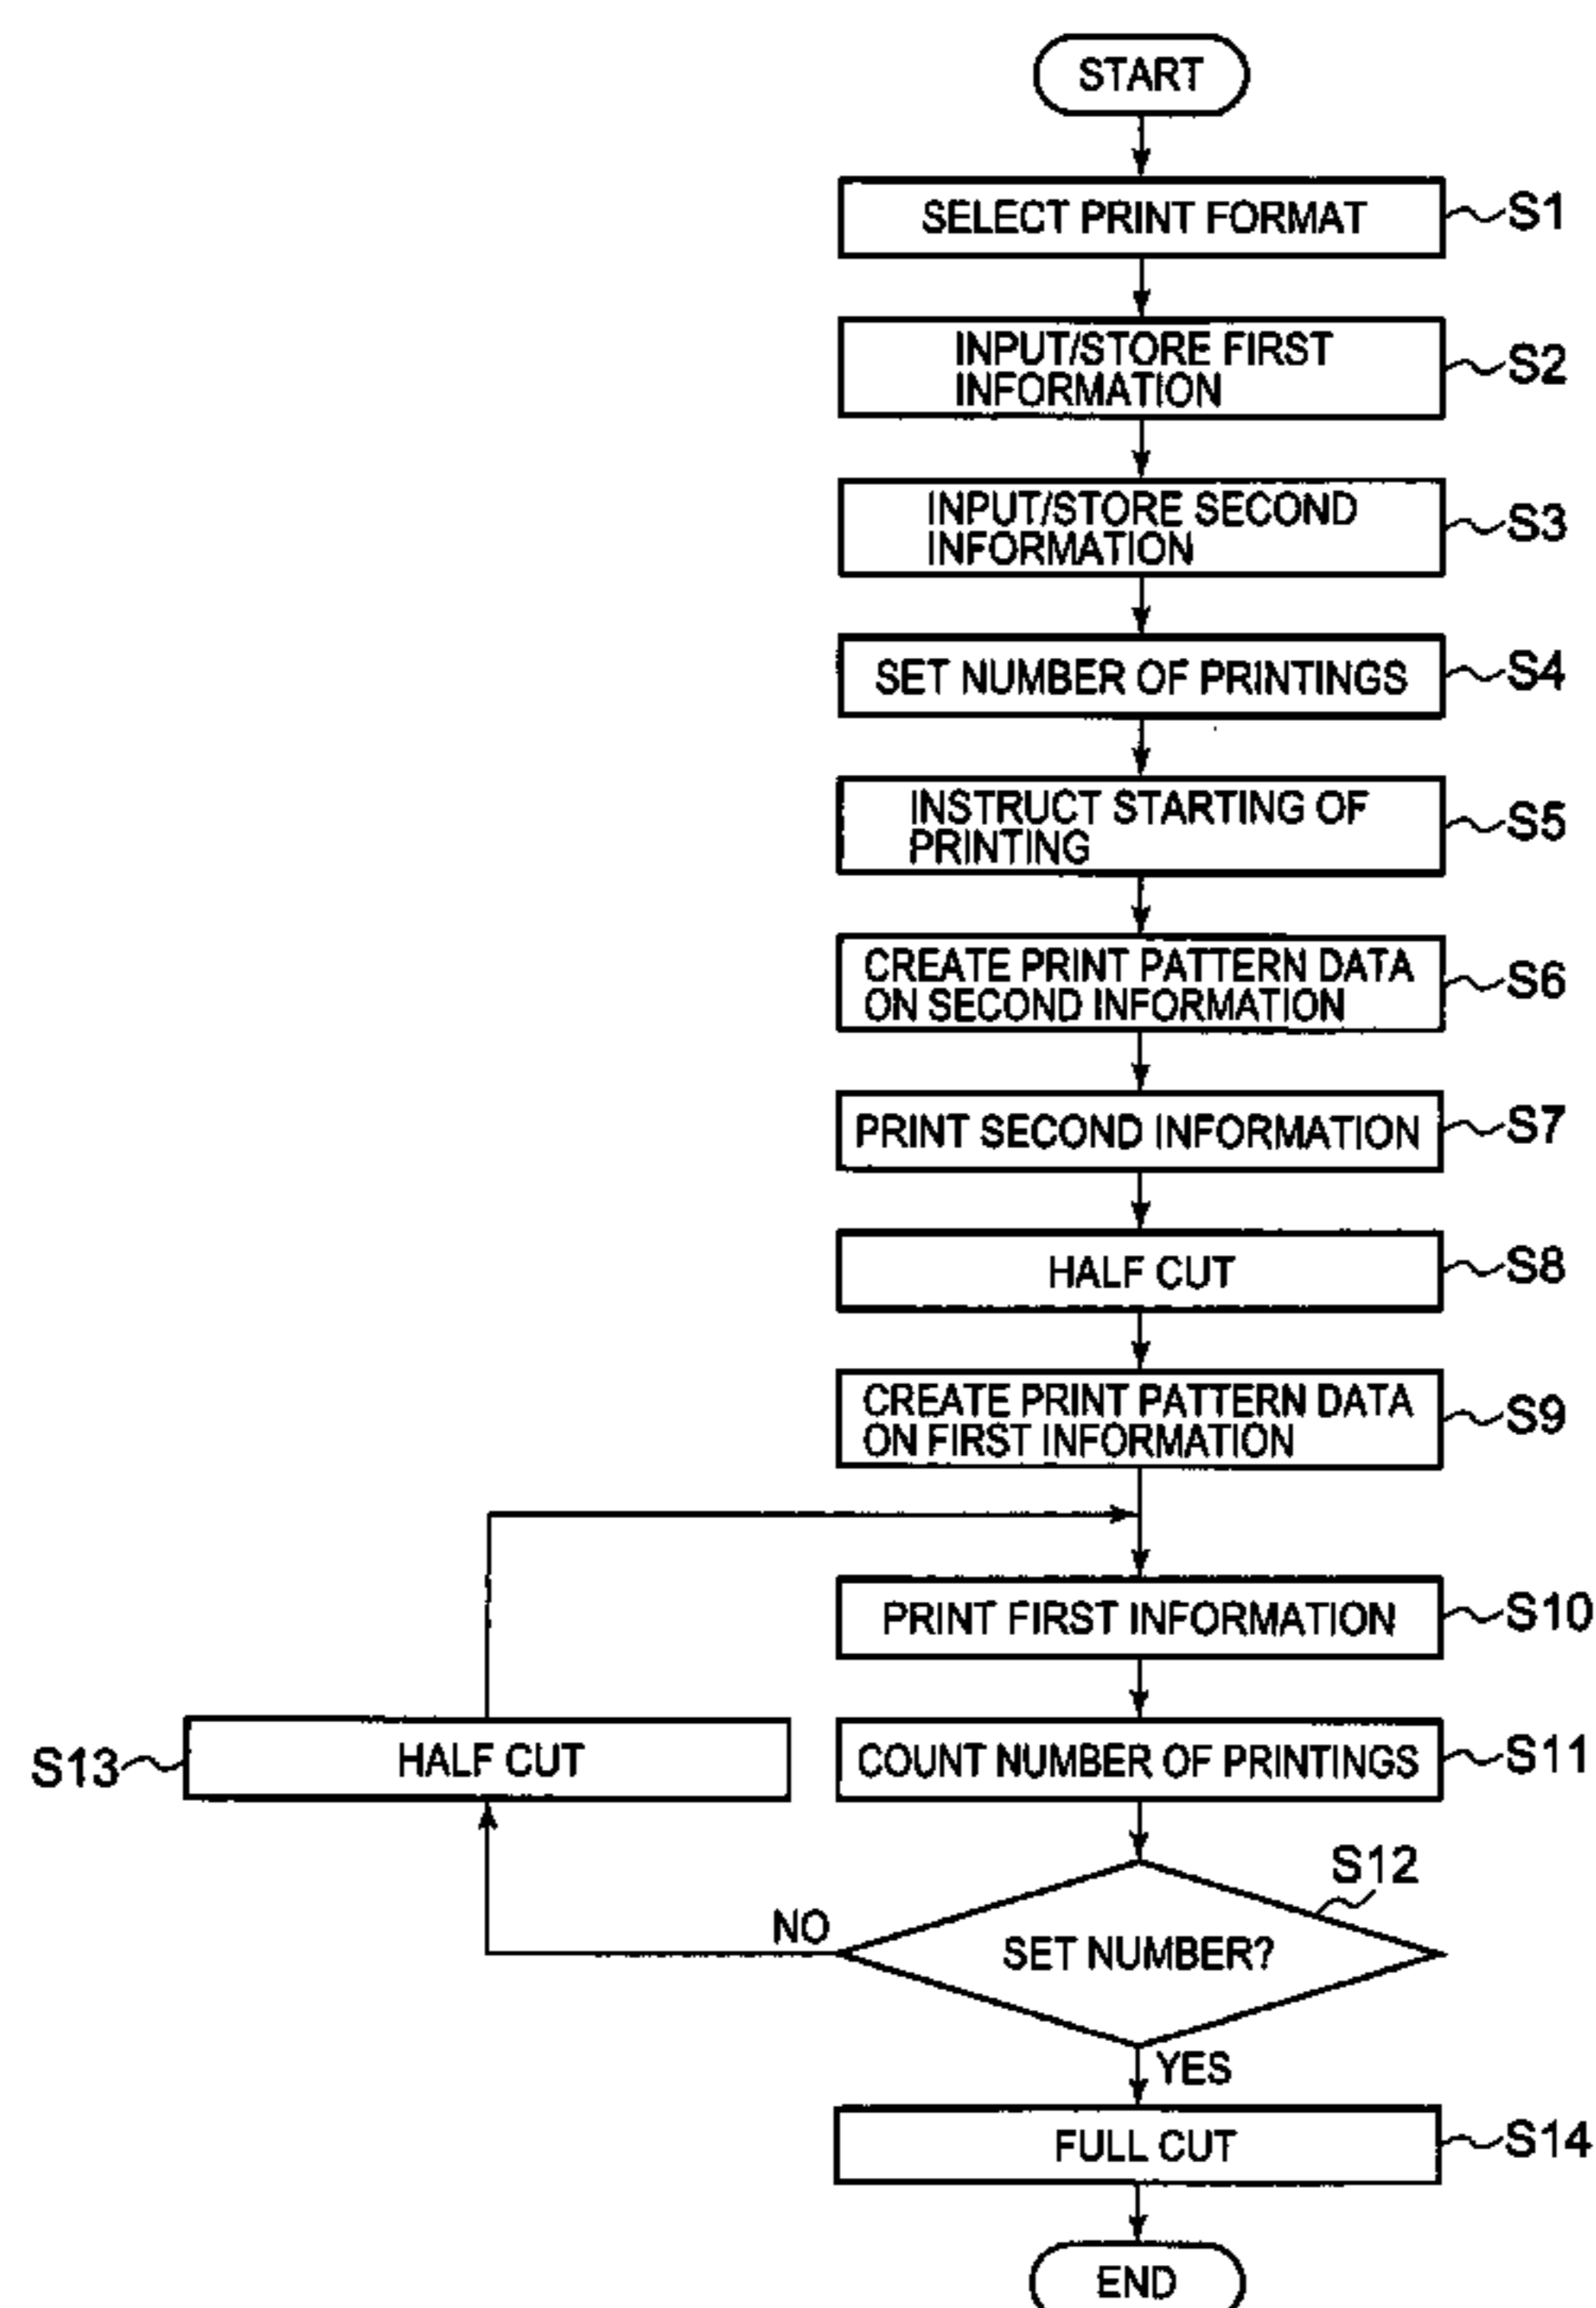 START
SELECT PRINT FORMAT
S1
INPUT/STORE FIRST
INFORMATION
S2
INPUT/STORE SECOND
INFORMATION
S3
SET NUMBER OF PRINTINGS
S4
INSTRUCT STARTING OF
PRINTING
S5
CREATE PRINT PATTERN DATA
ON SECOND INFORMATION
S6
PRINT SECOND INFORMATION
S7
HALF CUT
S8
CREATE PRINT PATTERN DATA
ON FIRST INFORMATION
S9
PRINT FIRST INFORMATION
S10
S13
HALF CUT
COUNT NUMBER OF PRINTINGS
S11
S12
NO
SET NUMBER?
YES
FULL CUT
S14
END